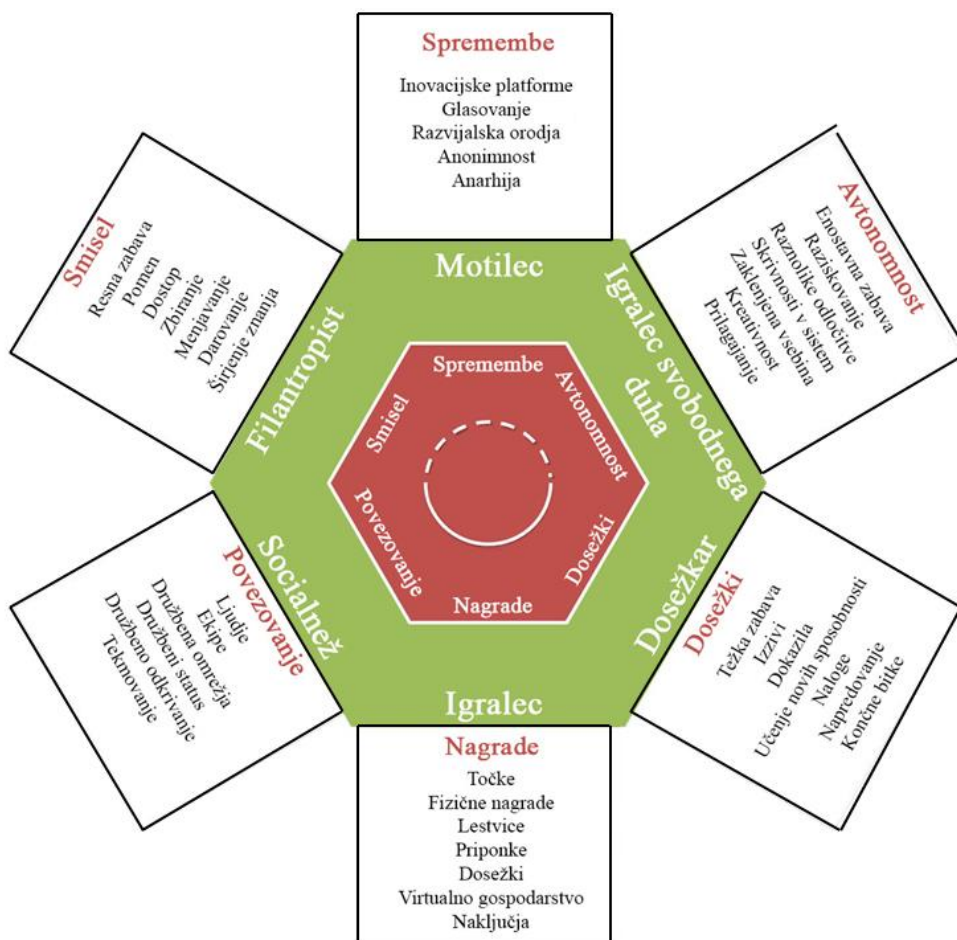 Spremembe
Inovacijske platforme
Glasovanje
Razvijalska orodja
Anonimnost
Anarhija
Smisel
Resna zabava
Pomen
Dostop
Zbiranje
Menjavanje
Darovanje
Širjenje znanja
Avtonomnost
Enostavna zabava
Raziskovanje
Raznolike odločitve
Skrivnosti v sistem
Zaklenjena vsebina
Kreativnost
Prilagajanje
Motilec
Filantropist
Igralec svobodnega
duha
Spremembe
Smisel
Avtonomnost
Povezovanje
Dosežki
Nagrade
Socialnež
Dosežkar
Igralec
Povezovanje
Ljudje
Ekipe
Družbena omrežja
Družbeni status
Družbeno odkrivanje
Tekmovanje
Dosežki
Težka zabava
Izzivi
Dokazila
Učenje novih sposobnosti
Naloge
Napredovanje
Končne bitke
Nagrade
Točke
Fizične nagrade
Lestvice
Priponke
Dosežki
Virtualno gospodarstvo
Naključja